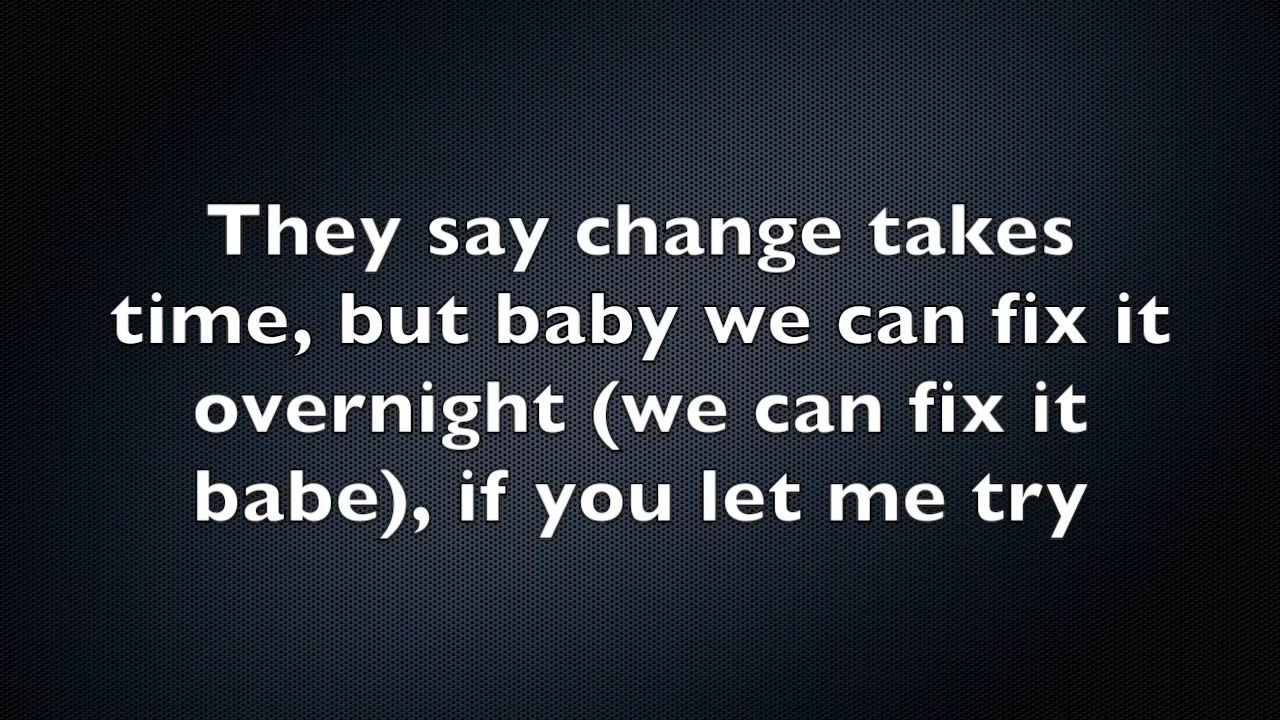 They say change takes
time, but baby we can fix it
overnight (we can fix it
babe), if you let me try